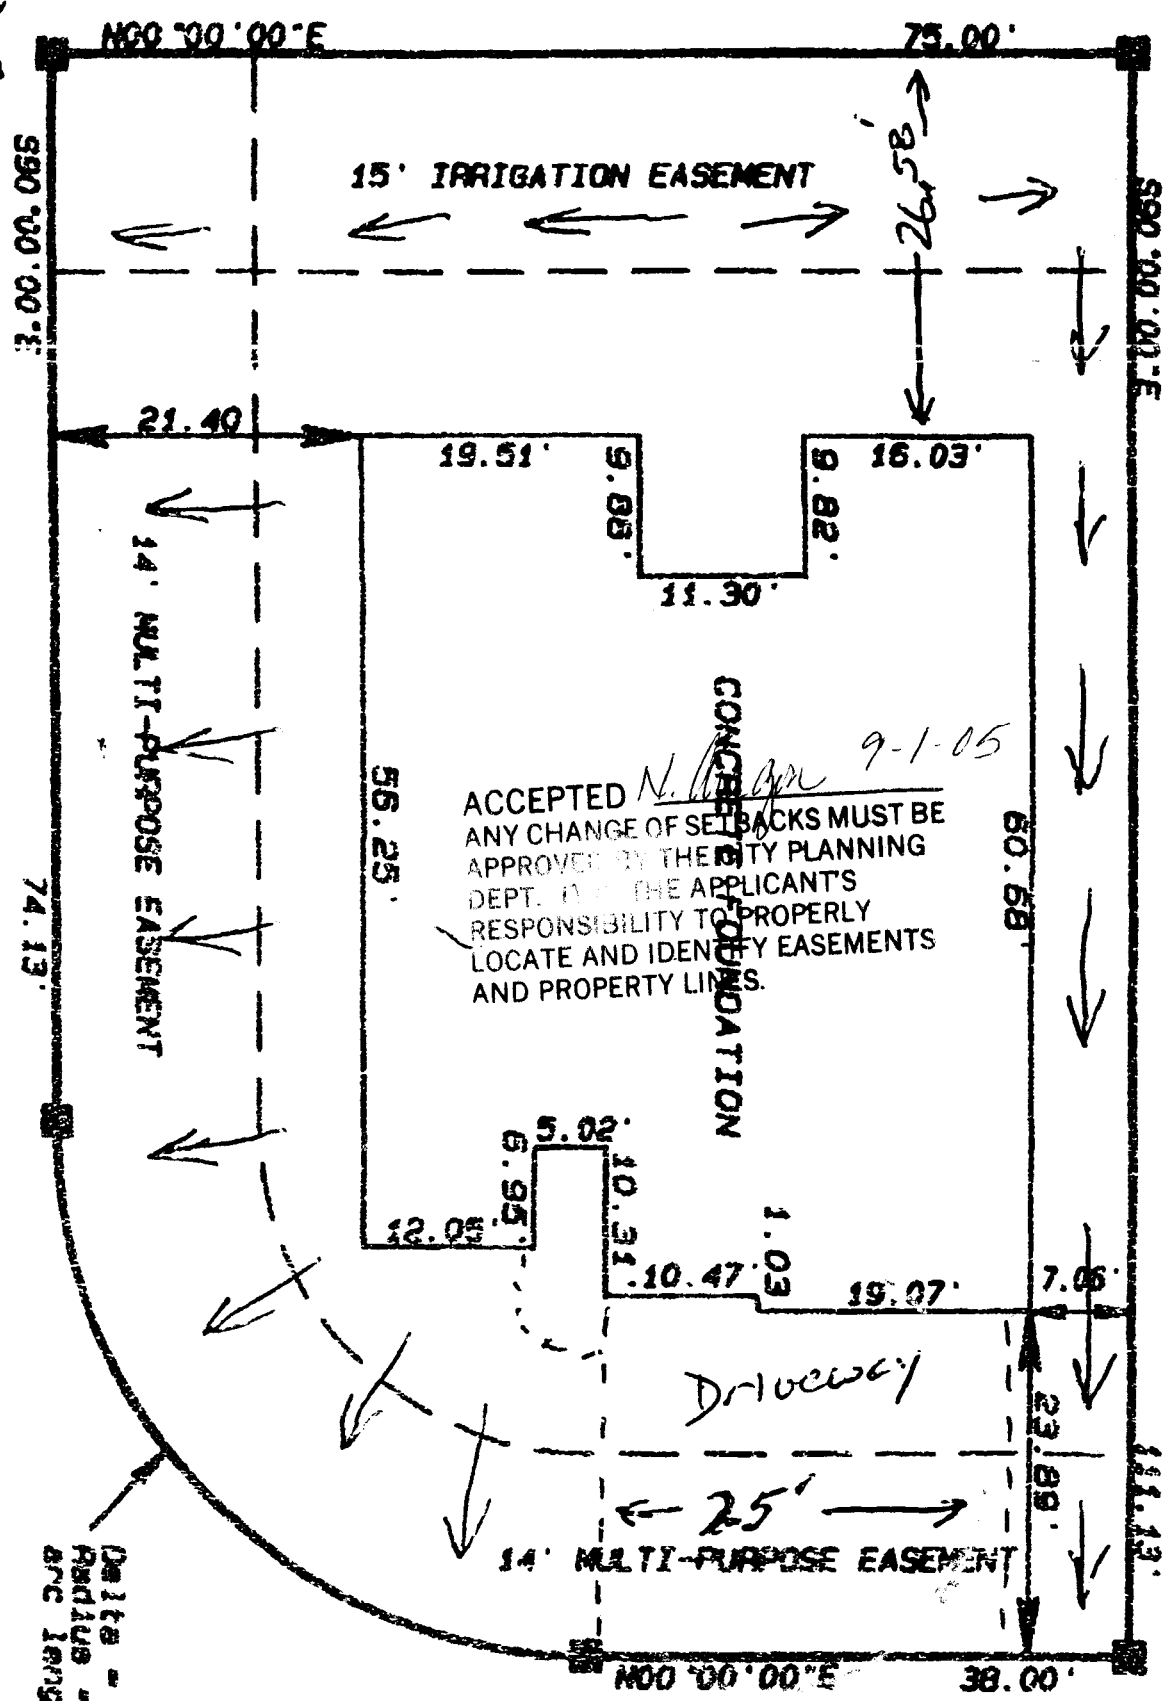 N00°00'00"E
75.00'
S90°00'00"E
S90°00'00"E
26.58'
15' IRRIGATION EASEMENT
21.40
19.51'
9.88'
9.82'
16.03'
11.30'
14' MULTI-PURPOSE EASEMENT
CONCRETE FOUNDATION
56.25'
60.68'
ACCEPTED N. 9-1-05
ANY CHANGE OF SETBACKS MUST BE
APPROVED BY THE CITY PLANNING
DEPT. THE APPLICANT'S
RESPONSIBILITY TO PROPERLY
LOCATE AND IDENTIFY EASEMENTS
AND PROPERTY LINES.
74.13'
5.02'
6.95'
10.31
12.05'
10.47'
1.03
19.07'
7.06'
Driveway
23.89'
111.13'
25'
14' MULTI-PURPOSE EASEMENT
Delta =
Radius =
arc leng
N00°00'00"E
38.00'